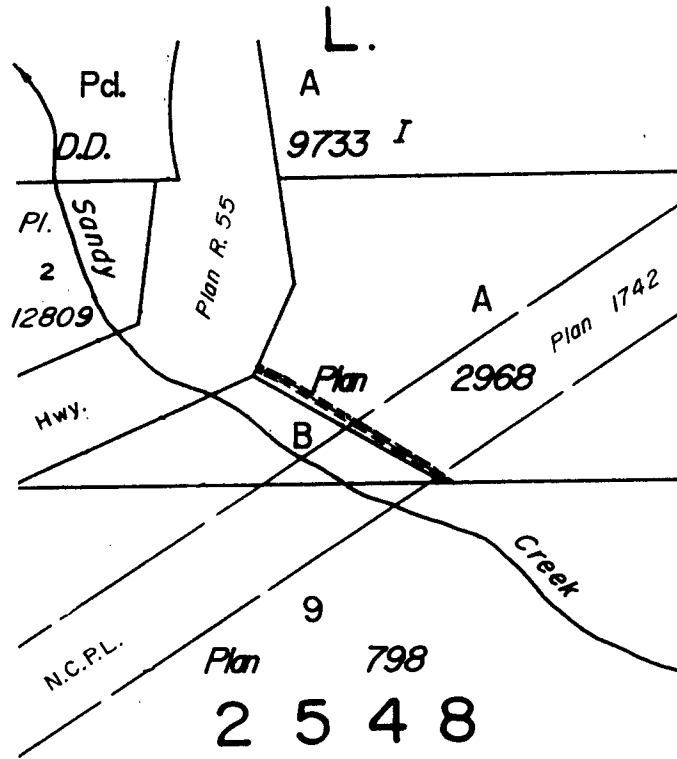 L.
Pcl. A
D.D. 9733 I
Pl.
2
12809
Sandy
Plan R. 55
A
Plan 1742
Plan 2968
Hwy.
B
Creek
9
N.C.P.L.
Plan 798
2 5 4 8